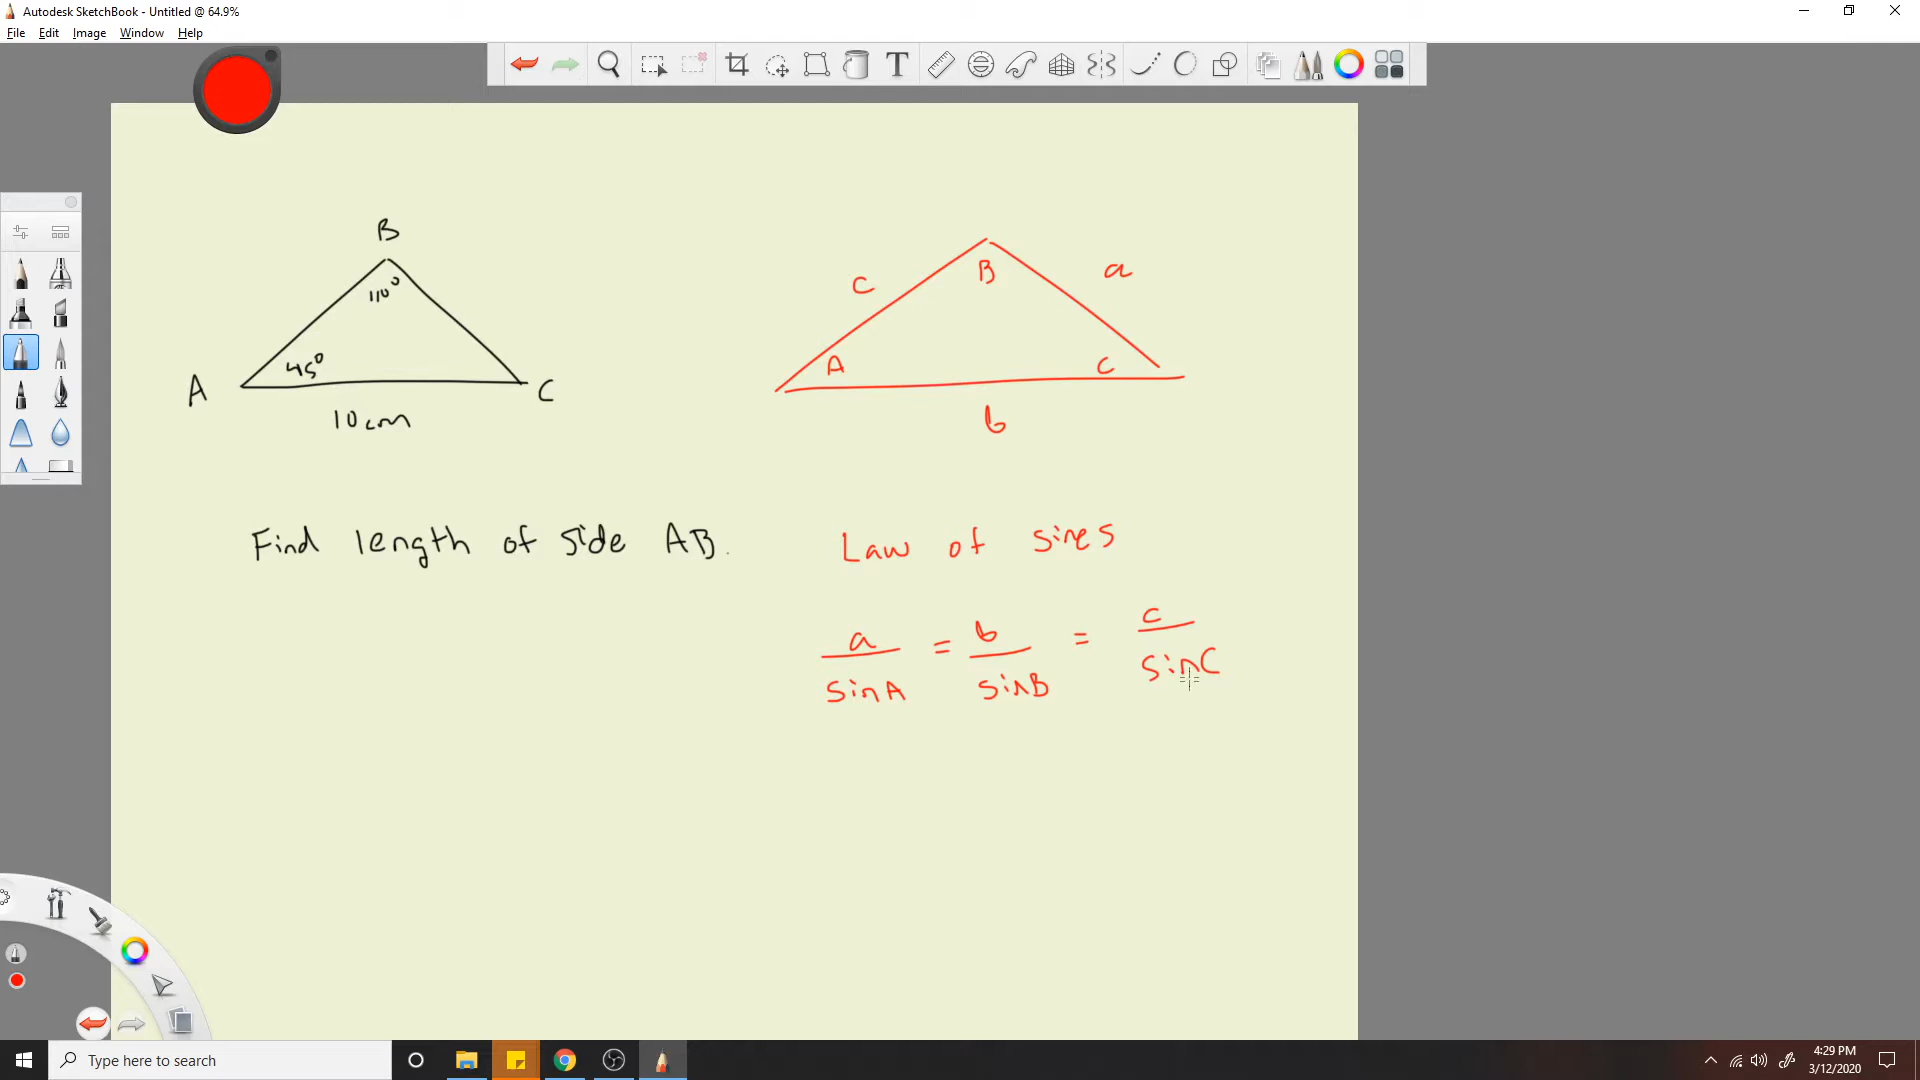 Autodesk SketchBook - Untitled @ 64.9%
File Edit Image Window Help
T
B
110°
45°
A
C
10cm
c
B
a
A
C
b
Find length of side AB.
Law of sines
a/sinA = b/sinB = c/sinC
Type here to search
4:29 PM
3/12/2020